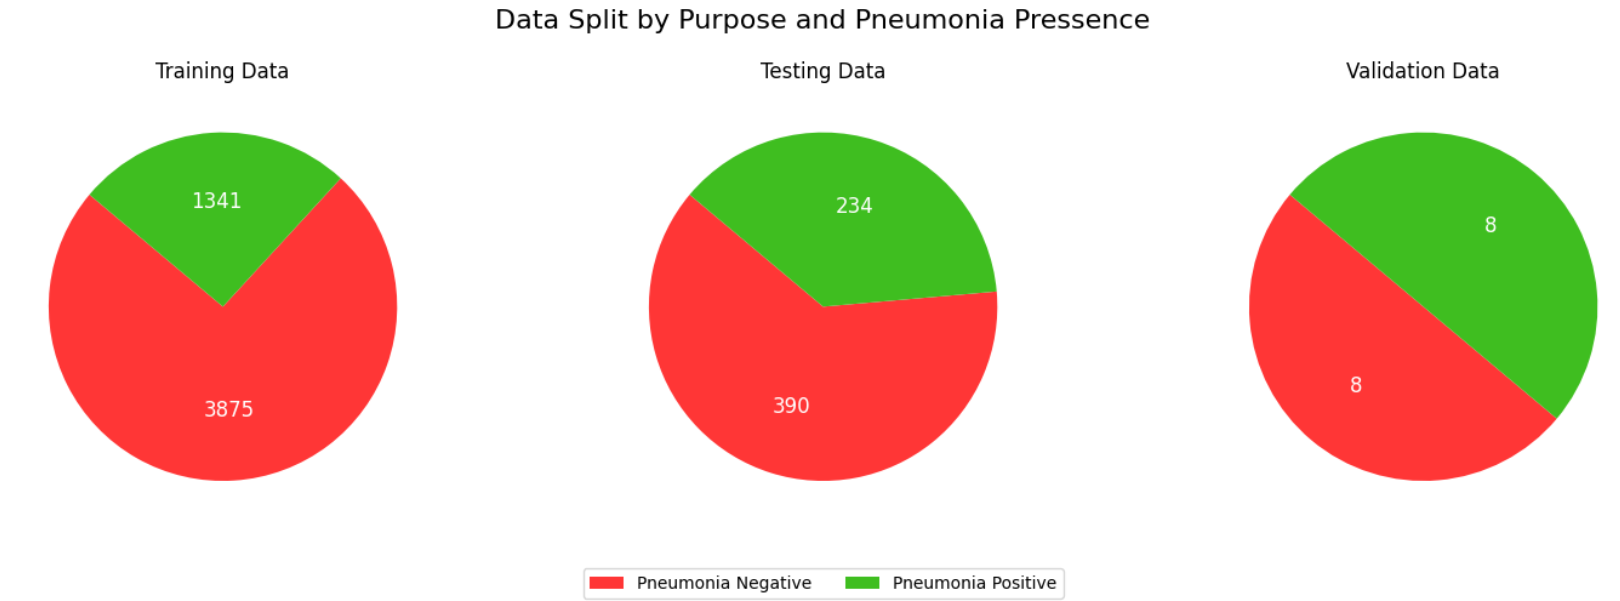 Data Split by Purpose and Pneumonia Pressence
Training Data
1341
3875
Testing Data
234
390
Validation Data
8
8
Pneumonia Negative
Pneumonia Positive